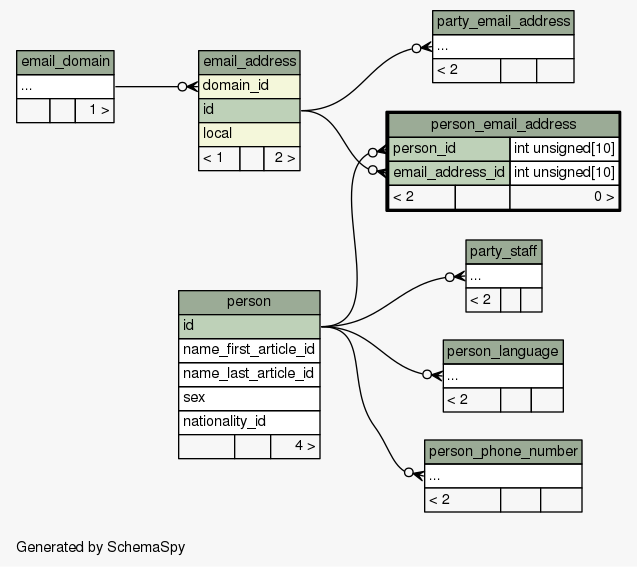 party_email_address
...
< 2
email_domain
...
1 >
email_address
domain_id
id
local
< 1 2 >
person_email_address
person_id int unsigned[10]
email_address_id int unsigned[10]
< 2 0 >
party_staff
...
< 2
person
id
name_first_article_id
name_last_article_id
sex
nationality_id
4 >
person_language
...
< 2
person_phone_number
...
< 2
Generated by SchemaSpy